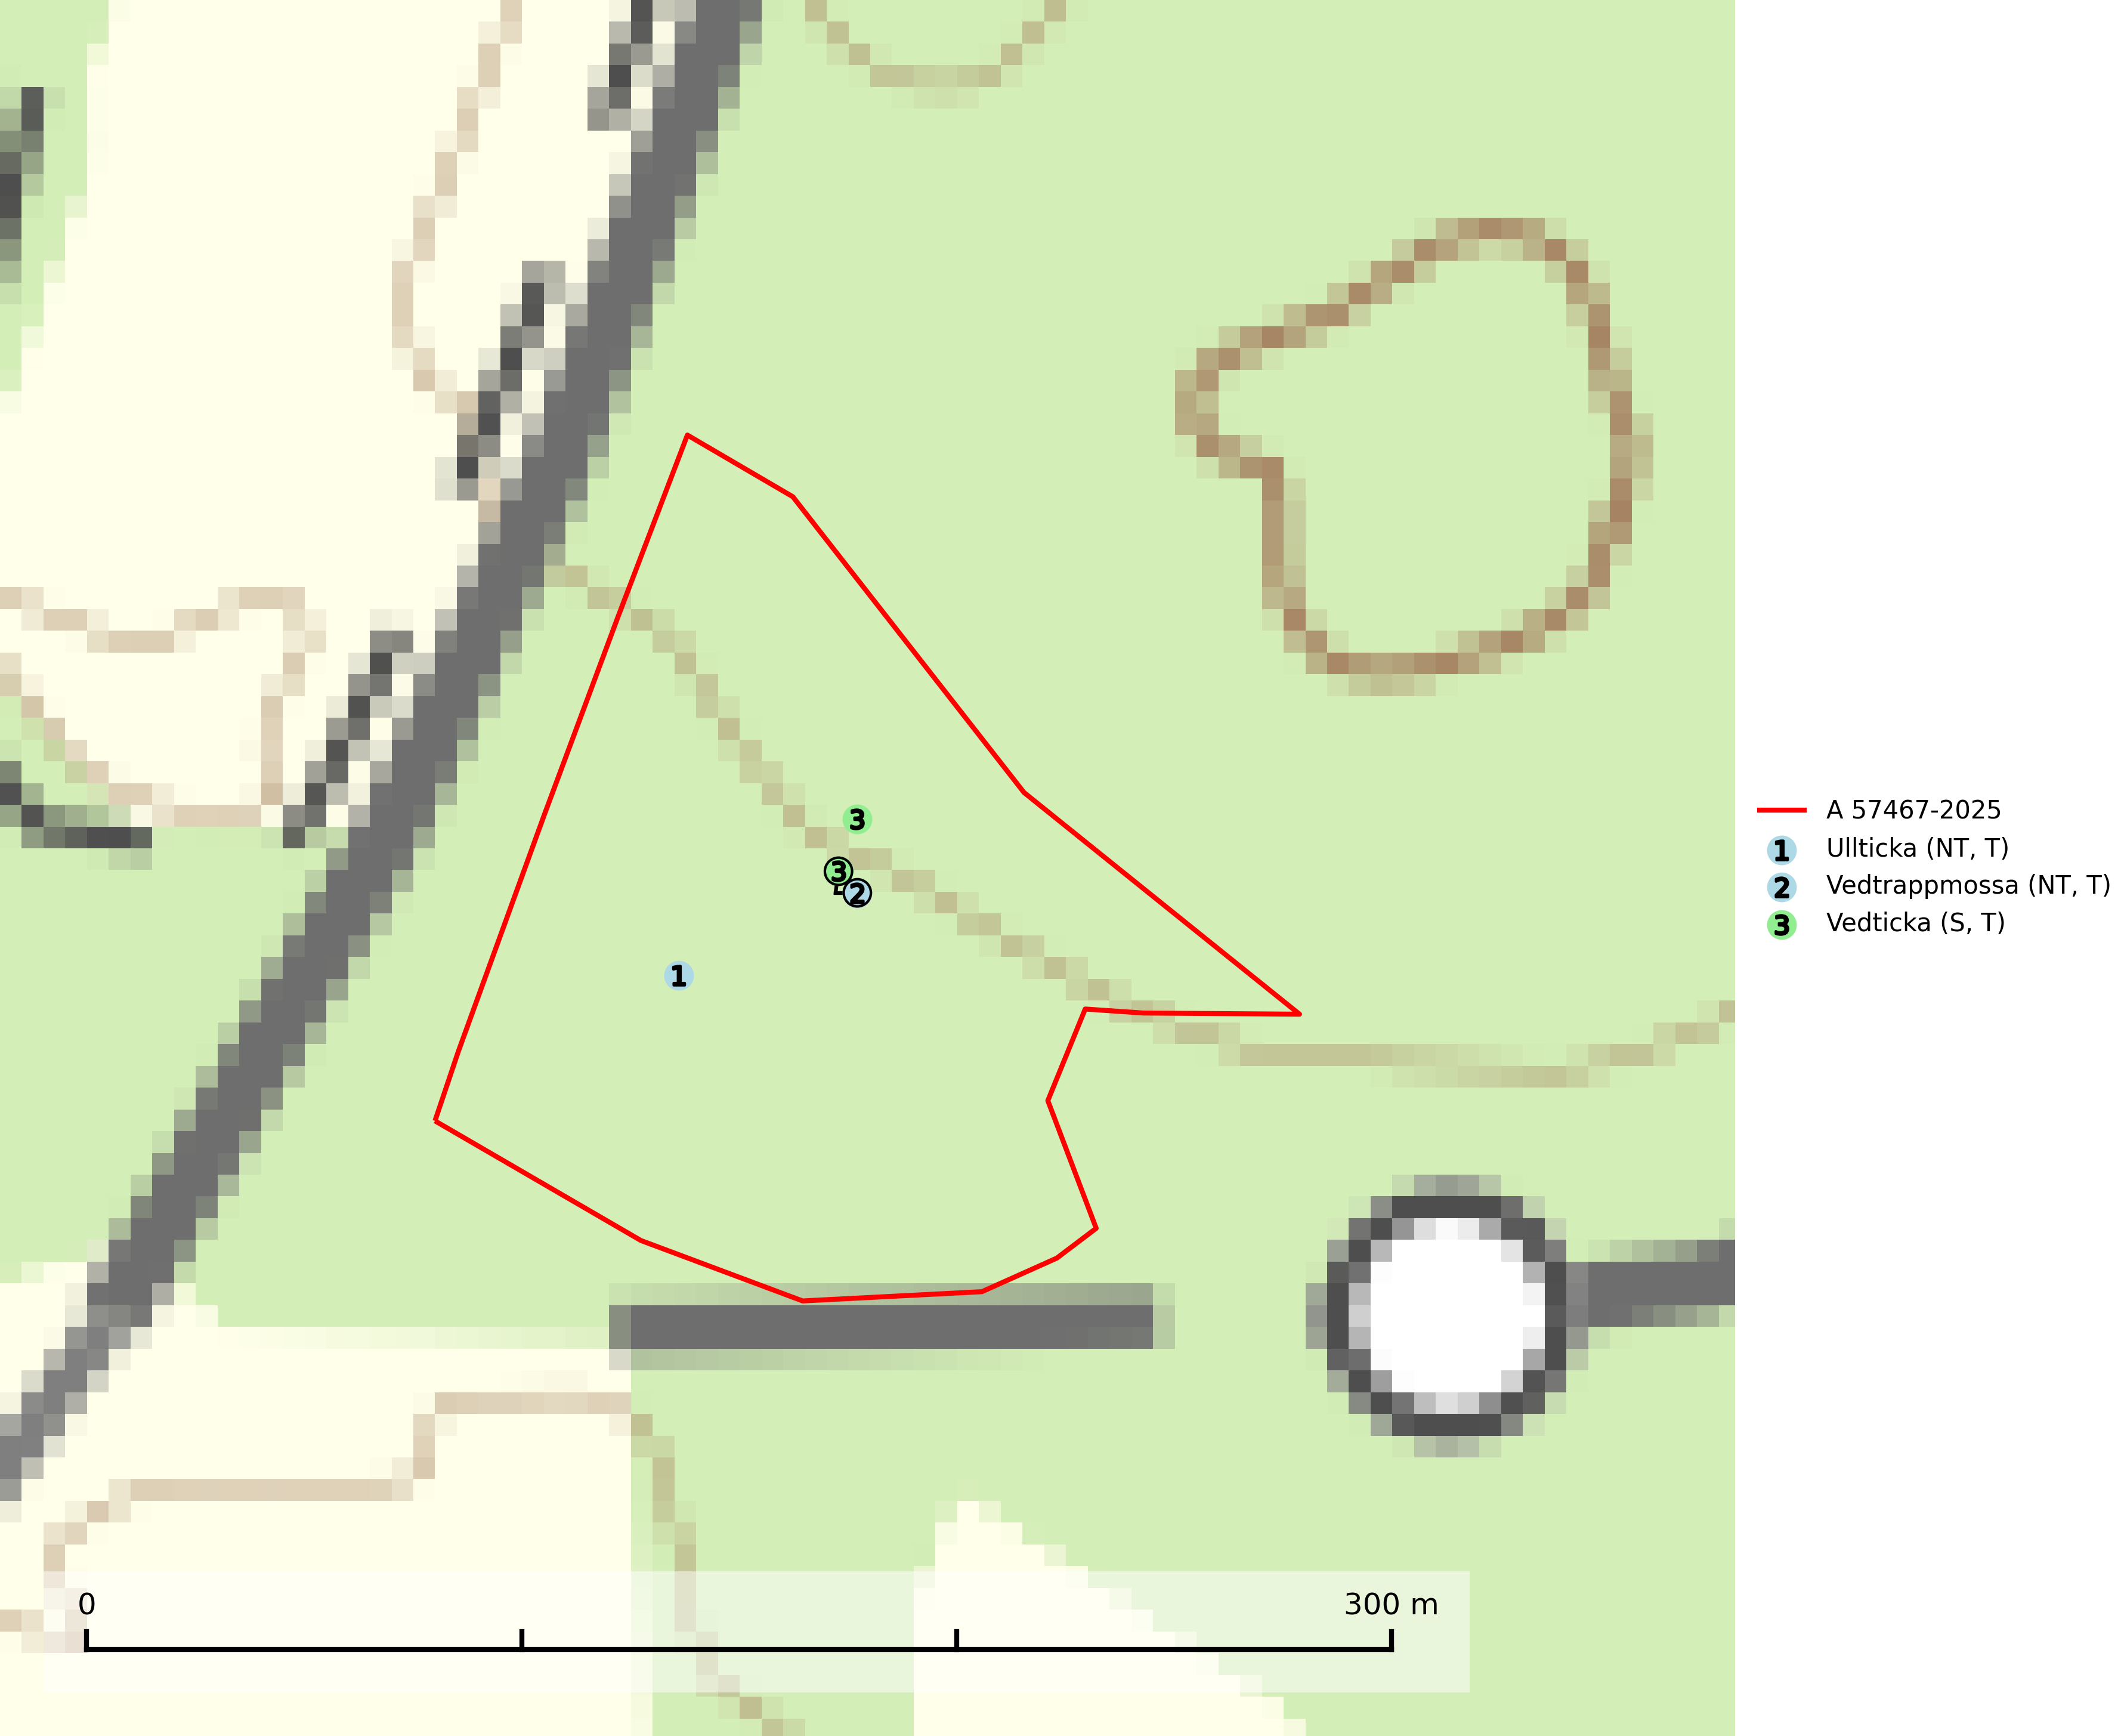 3
3
2
1
A 57467-2025
1 Ullticka (NT, T)
2 Vedtrappmossa (NT, T)
3 Vedticka (S, T)
0 300 m